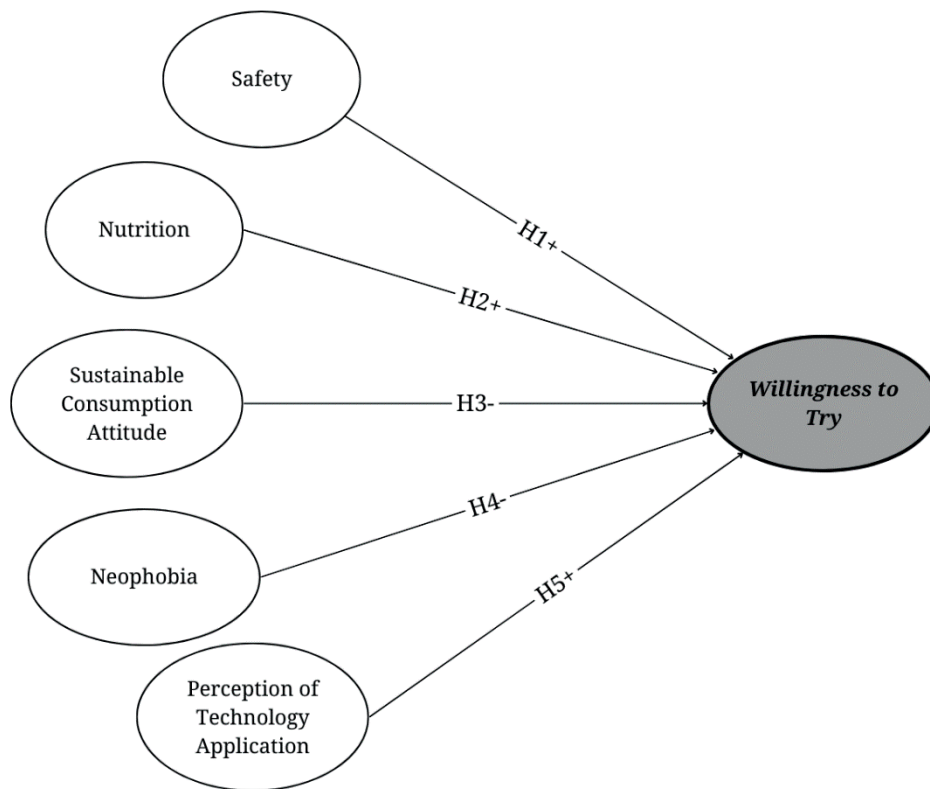 Safety
H1+
Nutrition
H2+
Sustainable
Consumption
Attitude
H3-
Willingness to
Try
Neophobia
H4-
Perception of
Technology
Application
H5+